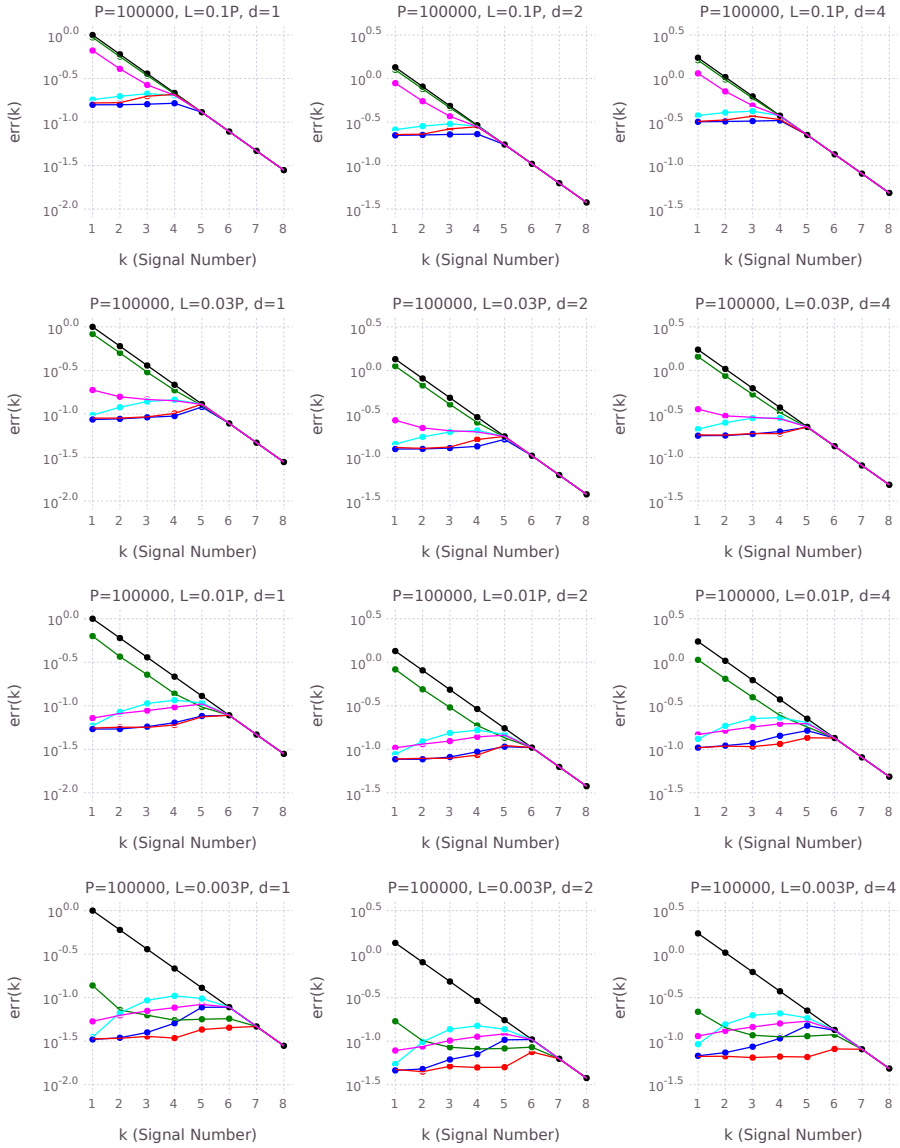 P=100000, L=0.1P, d=1
P=100000, L=0.1P, d=2
P=100000, L=0.1P, d=4
err(k)
10^0.0
10^-0.5
10^-1.0
10^-1.5
10^-2.0
1 2 3 4 5 6 7 8
k (Signal Number)
err(k)
10^0.5
10^0.0
10^-0.5
10^-1.0
10^-1.5
1 2 3 4 5 6 7 8
k (Signal Number)
err(k)
10^0.5
10^0.0
10^-0.5
10^-1.0
10^-1.5
1 2 3 4 5 6 7 8
k (Signal Number)
P=100000, L=0.03P, d=1
P=100000, L=0.03P, d=2
P=100000, L=0.03P, d=4
err(k)
10^0.0
10^-0.5
10^-1.0
10^-1.5
10^-2.0
1 2 3 4 5 6 7 8
k (Signal Number)
err(k)
10^0.5
10^0.0
10^-0.5
10^-1.0
10^-1.5
1 2 3 4 5 6 7 8
k (Signal Number)
err(k)
10^0.5
10^0.0
10^-0.5
10^-1.0
10^-1.5
1 2 3 4 5 6 7 8
k (Signal Number)
P=100000, L=0.01P, d=1
P=100000, L=0.01P, d=2
P=100000, L=0.01P, d=4
err(k)
10^0.0
10^-0.5
10^-1.0
10^-1.5
10^-2.0
1 2 3 4 5 6 7 8
k (Signal Number)
err(k)
10^0.5
10^0.0
10^-0.5
10^-1.0
10^-1.5
1 2 3 4 5 6 7 8
k (Signal Number)
err(k)
10^0.5
10^0.0
10^-0.5
10^-1.0
10^-1.5
1 2 3 4 5 6 7 8
k (Signal Number)
P=100000, L=0.003P, d=1
P=100000, L=0.003P, d=2
P=100000, L=0.003P, d=4
err(k)
10^0.0
10^-0.5
10^-1.0
10^-1.5
10^-2.0
1 2 3 4 5 6 7 8
k (Signal Number)
err(k)
10^0.5
10^0.0
10^-0.5
10^-1.0
10^-1.5
1 2 3 4 5 6 7 8
k (Signal Number)
err(k)
10^0.5
10^0.0
10^-0.5
10^-1.0
10^-1.5
1 2 3 4 5 6 7 8
k (Signal Number)